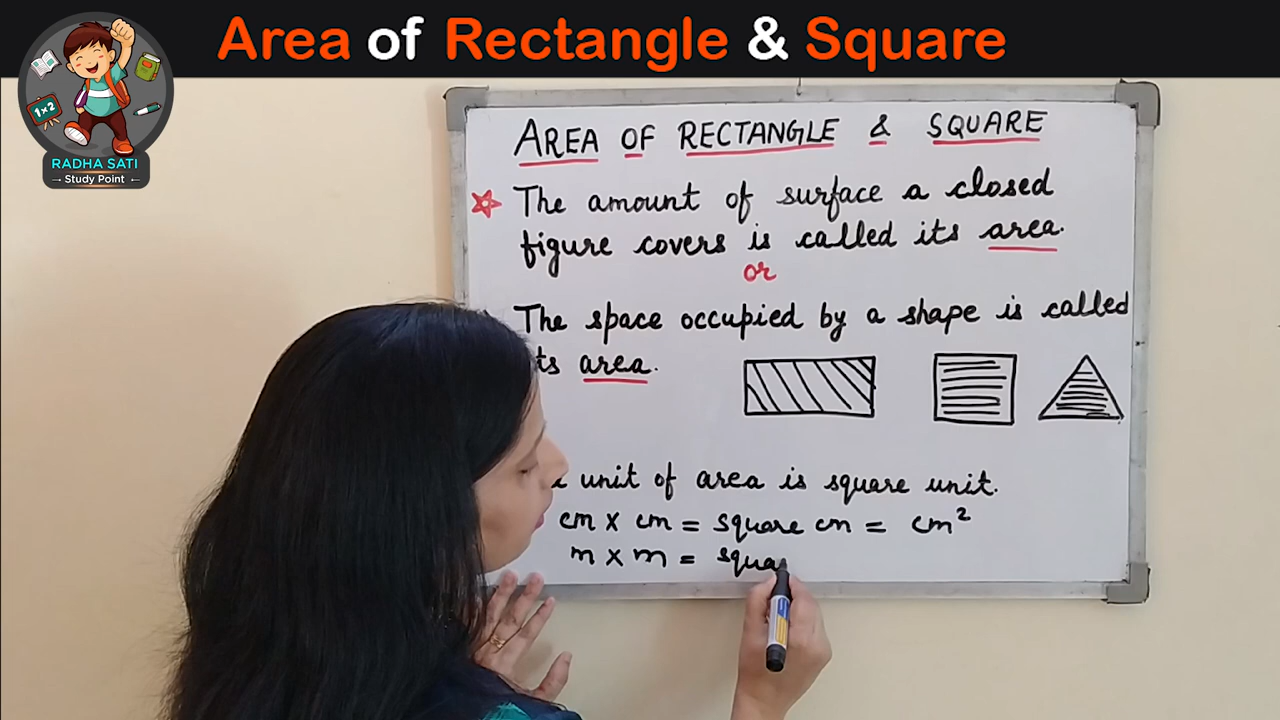 Area of Rectangle & Square
1x2
RADHA SATI
Study Point
AREA OF RECTANGLE & SQUARE
The amount of surface a closed
figure covers is called its area.
or
The space occupied by a shape is called
ts area.
unit of area is square unit.
cm x cm = square cm = cm²
m x m = squa